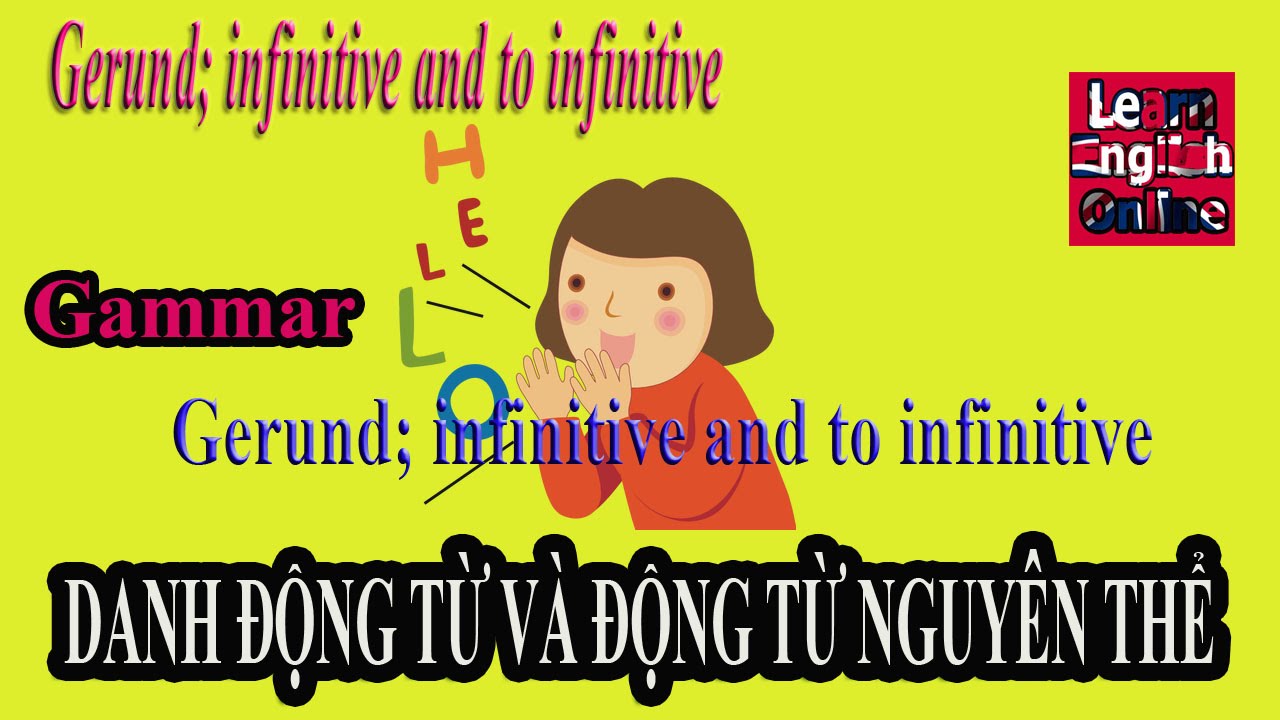 Gerund; infinitive and to infinitive
Learn
English
Online
H
E
L
L
O
Gammar
Gerund; infinitive and to infinitive
DANH ĐỘNG TỪ VÀ ĐỘNG TỪ NGUYÊN THỂ